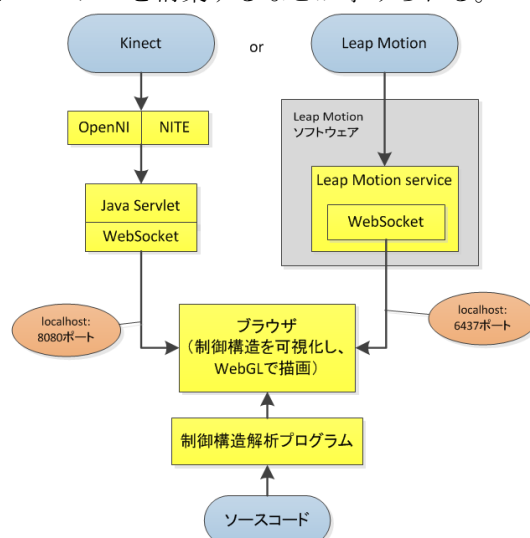 Kinect
or
Leap Motion
OpenNI
NITE
Leap Motion
ソフトウェア
Java Servlet
WebSocket
Leap Motion service
WebSocket
localhost:
8080ポート
localhost:
6437ポート
ブラウザ
（制御構造を可視化し、
WebGLで描画）
制御構造解析プログラム
ソースコード